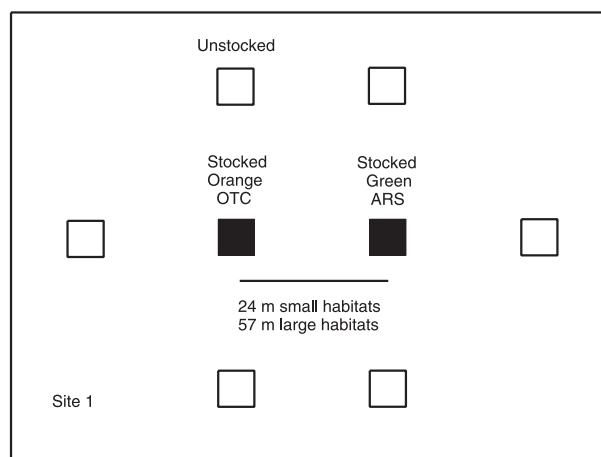 Unstocked
Stocked
Orange
OTC
Stocked
Green
ARS
24 m small habitats
57 m large habitats
Site 1